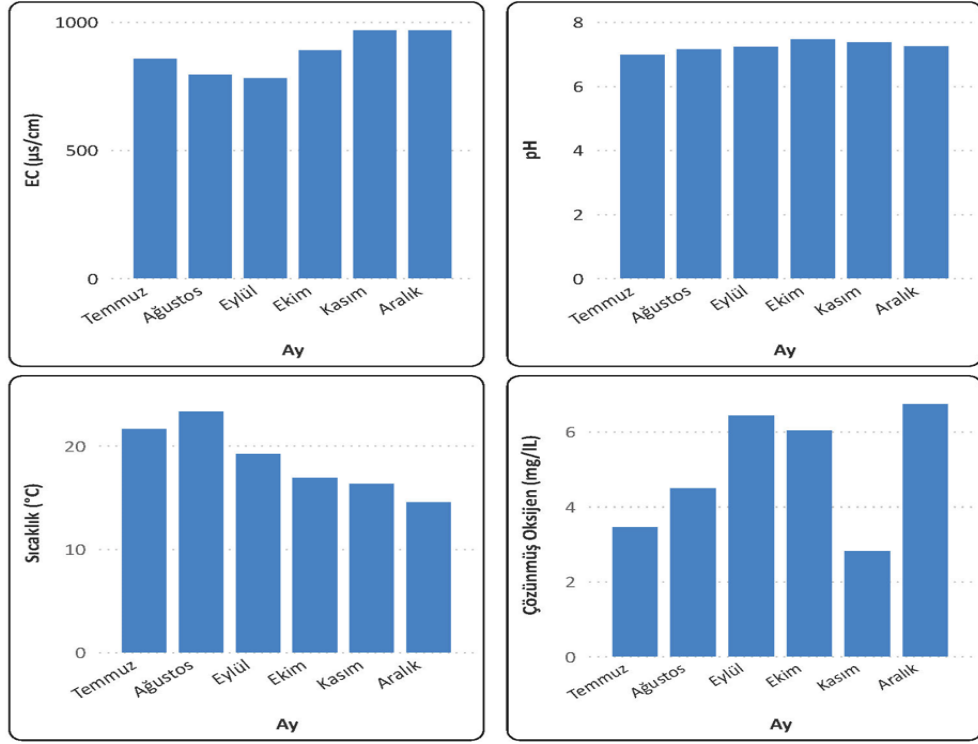 1000
500
0
EC (µs/cm)
Temmuz
Ağustos
Eylül
Ekim
Kasım
Aralık
Ay
8
6
4
2
0
pH
Temmuz
Ağustos
Eylül
Ekim
Kasım
Aralık
Ay
20
10
0
Sıcaklık (°C)
Temmuz
Ağustos
Eylül
Ekim
Kasım
Aralık
Ay
6
4
2
0
Çözünmüş Oksijen (mg/IL)
Temmuz
Ağustos
Eylül
Ekim
Kasım
Aralık
Ay